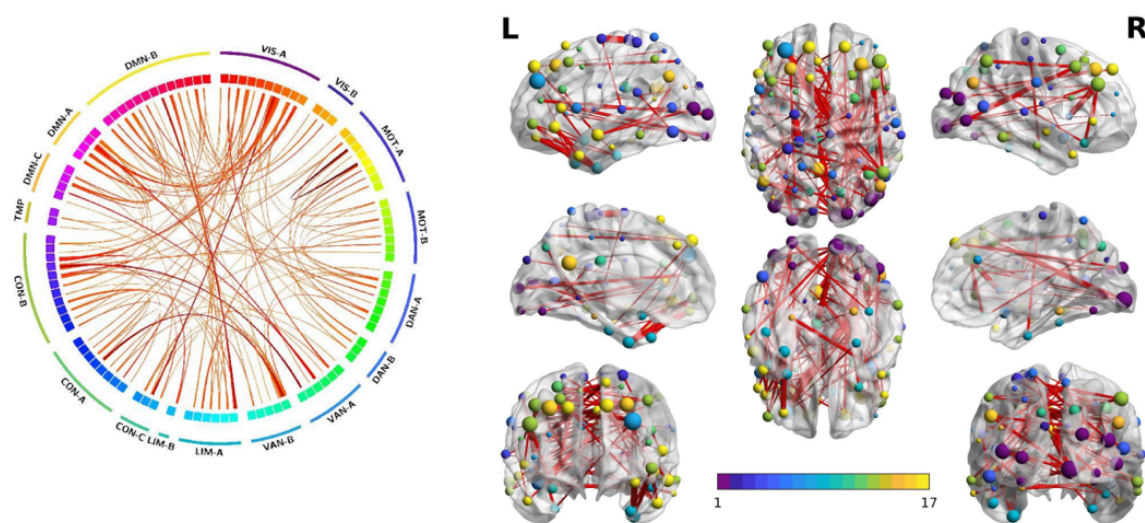 L
R
DMN-B
VIS-A
VIS-B
MOT-A
MOT-B
DAN-A
DAN-B
VAN-A
VAN-B
LIM-A
LIM-B
CON-C
CON-A
CON-B
TMP
DMN-C
DMN-A
1
17